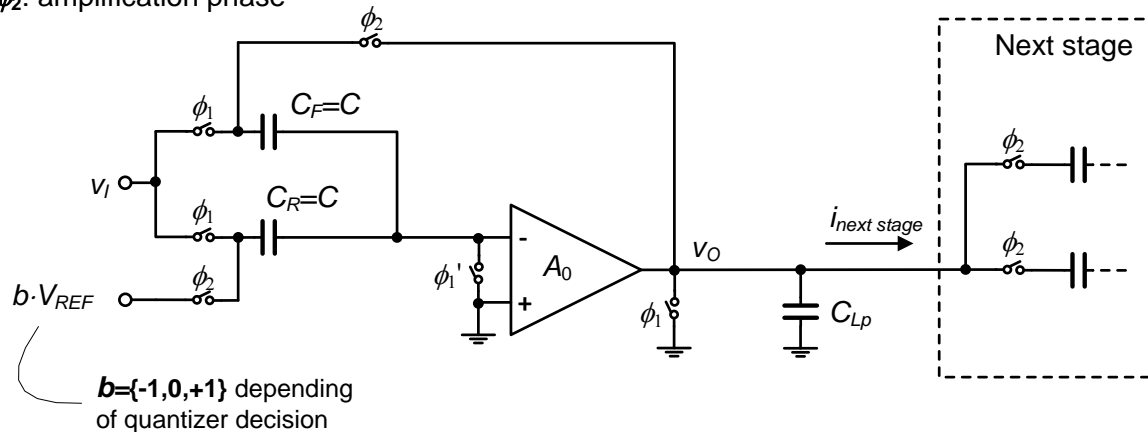 ϕ2: amplification phase
ϕ2
Next stage
ϕ1
CF=C
ϕ2
vI
CR=C
ϕ1
inext stage
ϕ2
-
A0
vO
ϕ1'
b·VREF
ϕ2
+
ϕ1
CLp
b={-1,0,+1} depending
of quantizer decision